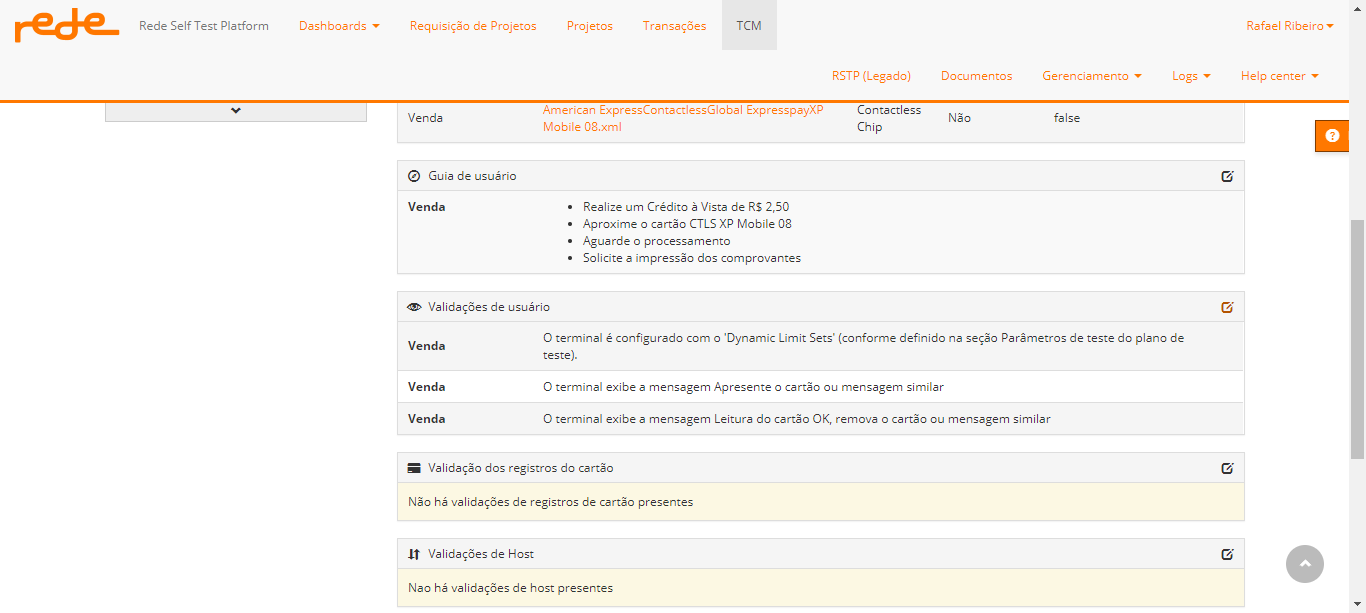 rede Rede Self Test Platform Dashboards Requisição de Projetos Projetos Transações TCM Rafael Ribeiro
RSTP (Legado) Documentos Gerenciamento Logs Help center
Venda American ExpressContactlessGlobal ExpresspayXP Mobile 08.xml Contactless Chip Não false
Guia de usuário
Venda
Realize um Crédito à Vista de R$ 2,50
Aproxime o cartão CTLS XP Mobile 08
Aguarde o processamento
Solicite a impressão dos comprovantes
Validações de usuário
Venda O terminal é configurado com o 'Dynamic Limit Sets' (conforme definido na seção Parâmetros de teste do plano de
teste).
Venda O terminal exibe a mensagem Apresente o cartão ou mensagem similar
Venda O terminal exibe a mensagem Leitura do cartão OK, remova o cartão ou mensagem similar
Validação dos registros do cartão
Não há validações de registros de cartão presentes
Validações de Host
Nao há validações de host presentes